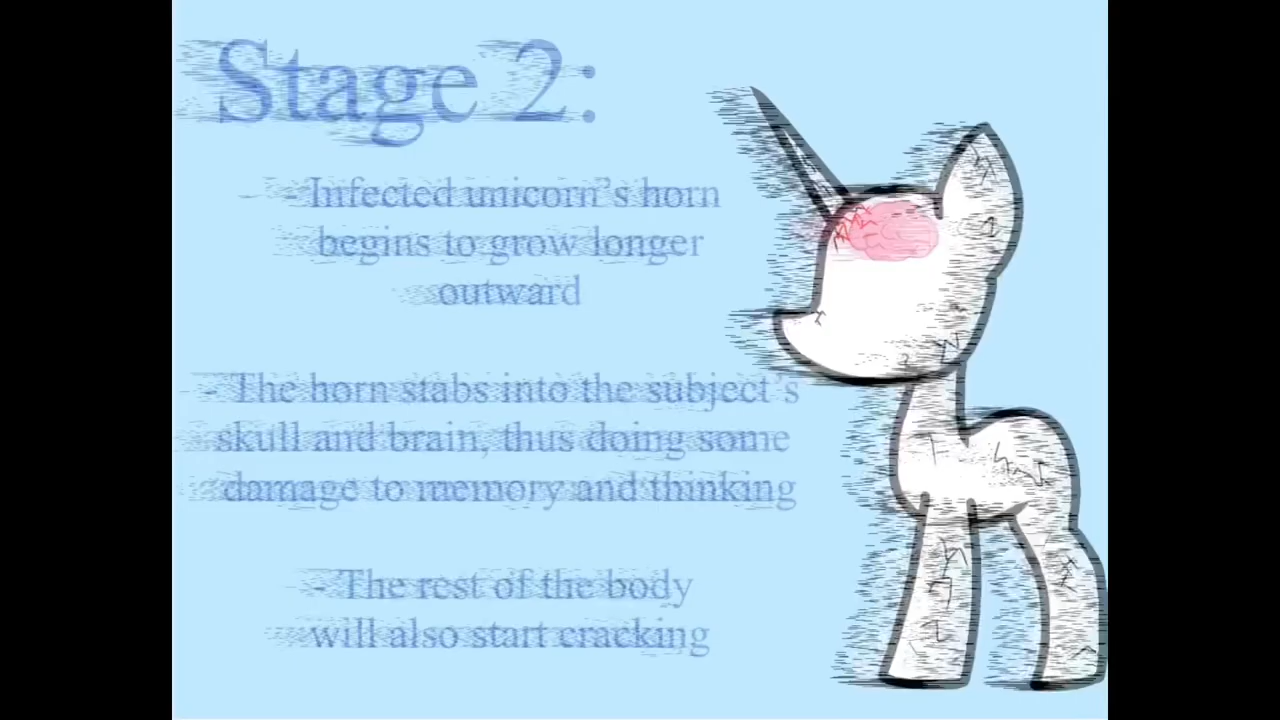 Stage 2:
- Infected unicorn's horn
begins to grow longer
outward
- The horn stabs into the subject's
skull and brain, thus doing some
damage to memory and thinking
- The rest of the body
will also start cracking